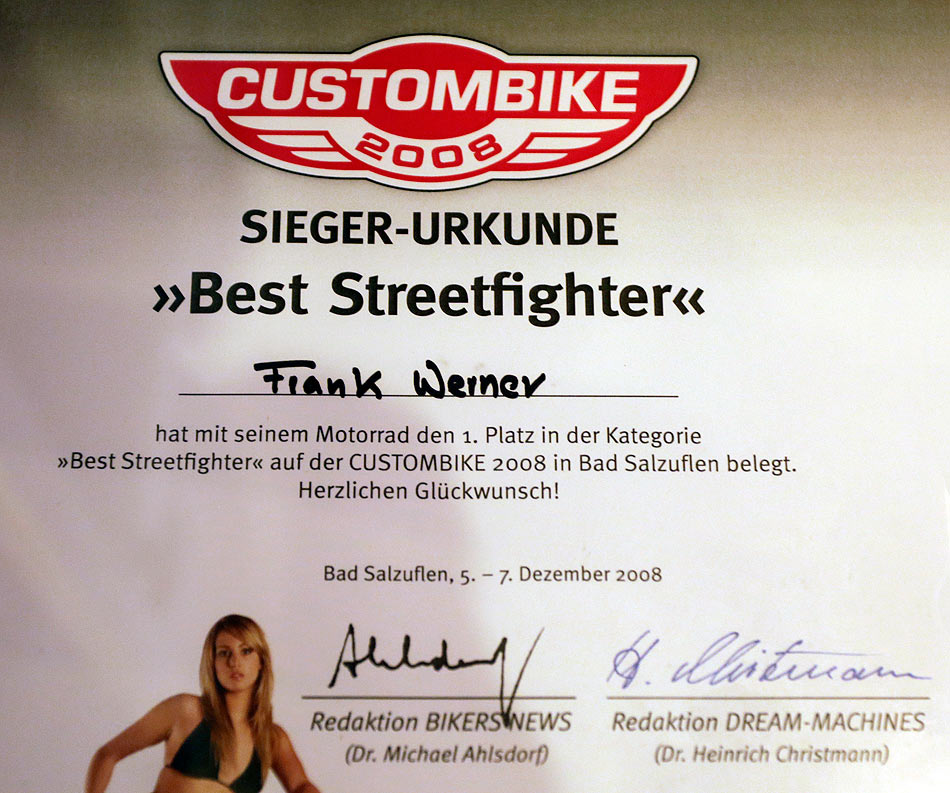 CUSTOMBIKE
2008
SIEGER-URKUNDE
»Best Streetfighter«
Frank Werner
hat mit seinem Motorrad den 1. Platz in der Kategorie
»Best Streetfighter« auf der CUSTOMBIKE 2008 in Bad Salzuflen belegt.
Herzlichen Glückwunsch!
Bad Salzuflen, 5. – 7. Dezember 2008
Ahlsdorf H. Christmann
Redaktion BIKERS NEWS Redaktion DREAM-MACHINES
(Dr. Michael Ahlsdorf) (Dr. Heinrich Christmann)